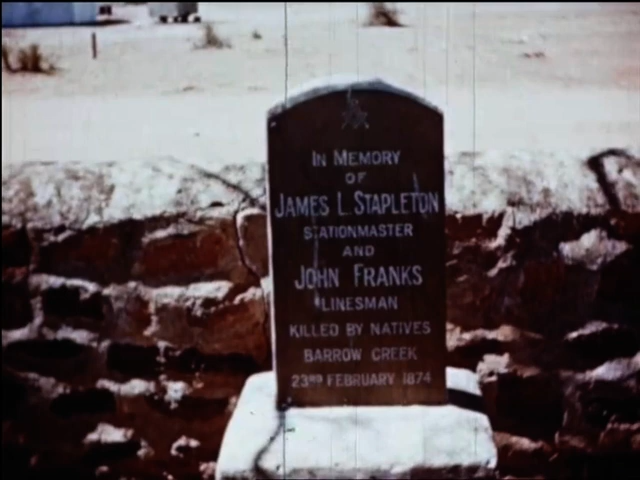 IN MEMORY
OF
JAMES L STAPLETON
STATIONMASTER
AND
JOHN FRANKS
LINESMAN
KILLED BY NATIVES
BARROW CREEK
23RD FEBRUARY 1874